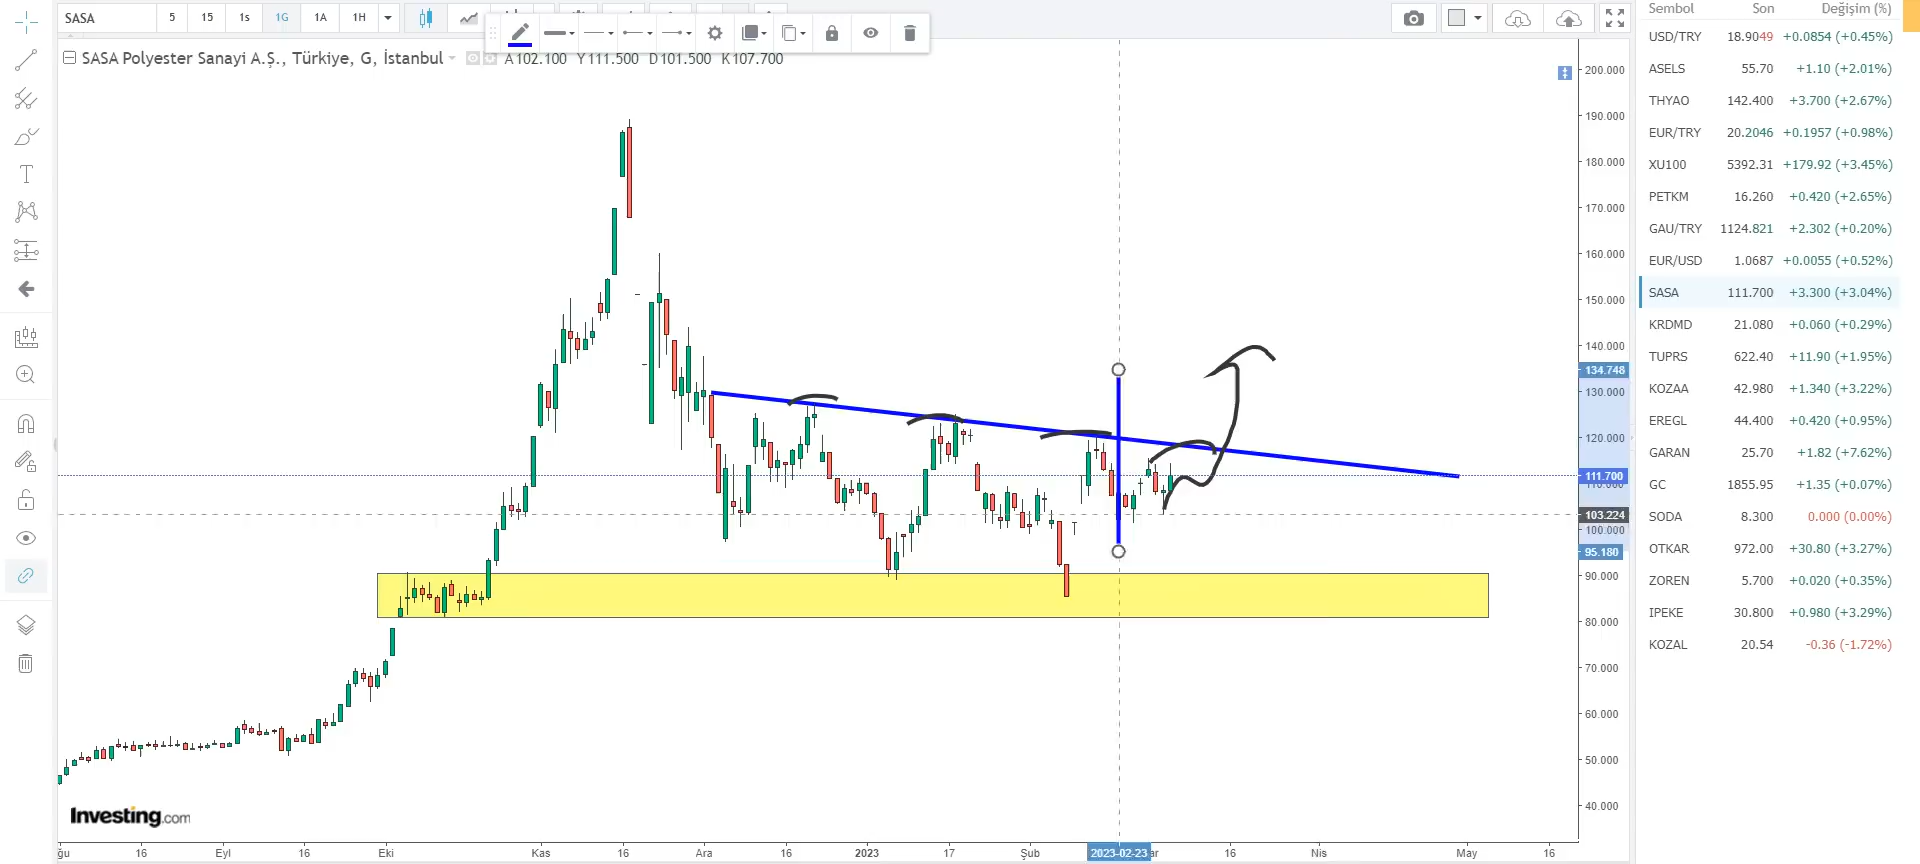 SASA 5 15 1s 1G 1A 1H
SASA Polyester Sanayi A.Ş., Türkiye, G, İstanbul A102.100 Y111.500 D101.500 K107.700
200.000
190.000
180.000
170.000
160.000
150.000
140.000
134.748
130.000
120.000
111.700
110.000
103.224
100.000
95.180
90.000
80.000
70.000
60.000
50.000
40.000
Investing.com
ğu 16 Eyl 16 Eki Kas 16 Ara 16 2023 17 Şub 2023-02-23 ar 16 Nis May 16
Sembol Son Değişim (%)
USD/TRY 18.9049 +0.0854 (+0.45%)
ASELS 55.70 +1.10 (+2.01%)
THYAO 142.400 +3.700 (+2.67%)
EUR/TRY 20.2046 +0.1957 (+0.98%)
XU100 5392.31 +179.92 (+3.45%)
PETKM 16.260 +0.420 (+2.65%)
GAU/TRY 1124.821 +2.302 (+0.20%)
EUR/USD 1.0687 +0.0055 (+0.52%)
SASA 111.700 +3.300 (+3.04%)
KRDMD 21.080 +0.060 (+0.29%)
TUPRS 622.40 +11.90 (+1.95%)
KOZAA 42.980 +1.340 (+3.22%)
EREGL 44.400 +0.420 (+0.95%)
GARAN 25.70 +1.82 (+7.62%)
GC 1855.95 +1.35 (+0.07%)
SODA 8.300 0.000 (0.00%)
OTKAR 972.00 +30.80 (+3.27%)
ZOREN 5.700 +0.020 (+0.35%)
IPEKE 30.800 +0.980 (+3.29%)
KOZAL 20.54 -0.36 (-1.72%)